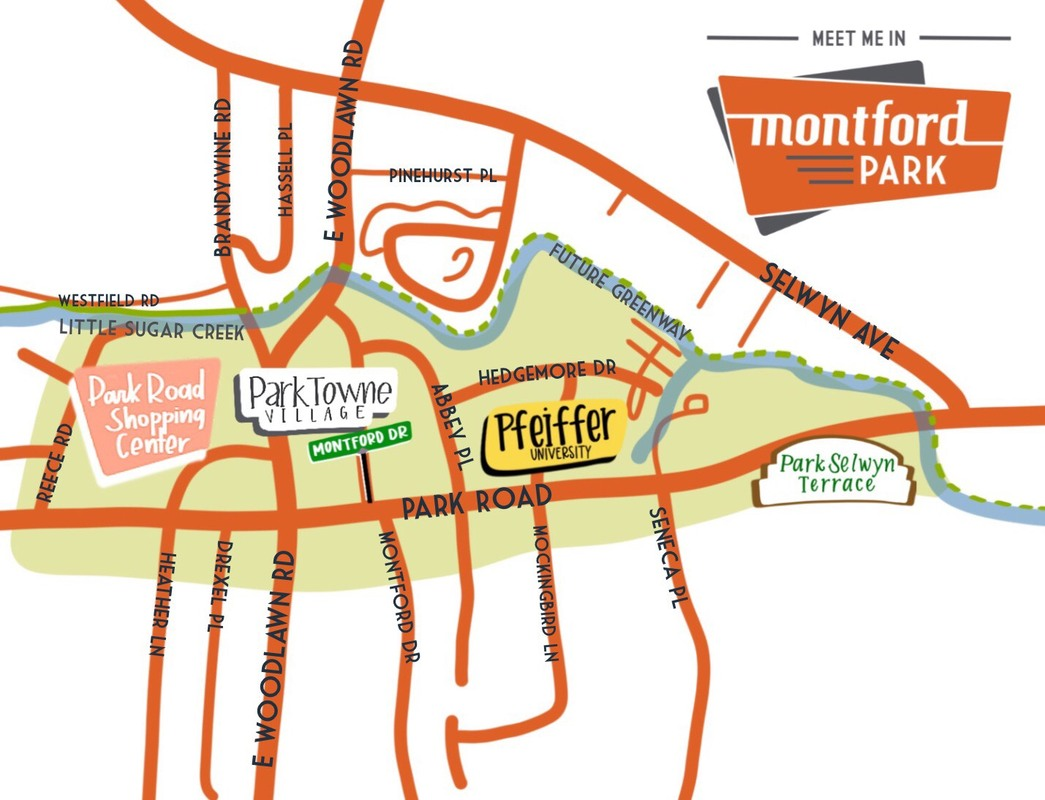 MEET ME IN
montford
PARK
BRANDYWINE RD
HASSELL PL
E WOODLAWN RD
PINEHURST PL
SELWYN AVE
FUTURE GREENWAY
WESTFIELD RD
LITTLE SUGAR CREEK
Park Road
Shopping
Center
ParkTowne
VILLAGE
MONTFORD DR
ABBEY PL
HEDGEMORE DR
Pfeiffer
UNIVERSITY
ParkSelwyn
Terrace
REECE RD
PARK ROAD
HEATHER LN
DREXEL PL
E WOODLAWN RD
MONTFORD DR
MOCKINGBIRD LN
SENECA PL